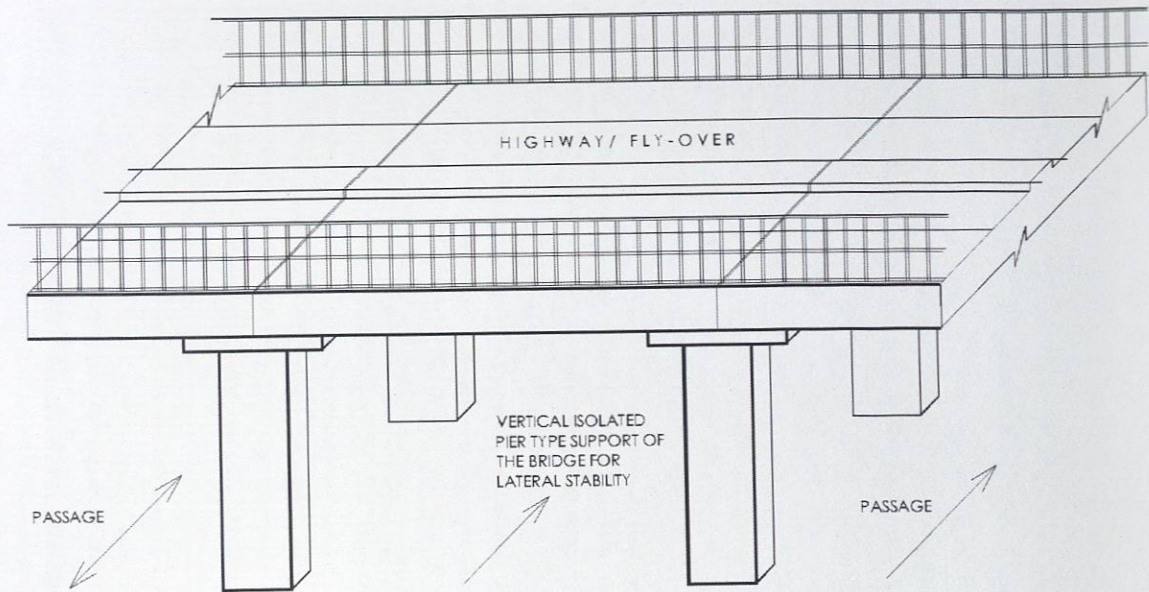 HIGHWAY/ FLY-OVER
VERTICAL ISOLATED
PIER TYPE SUPPORT OF
THE BRIDGE FOR
LATERAL STABILITY
PASSAGE
PASSAGE